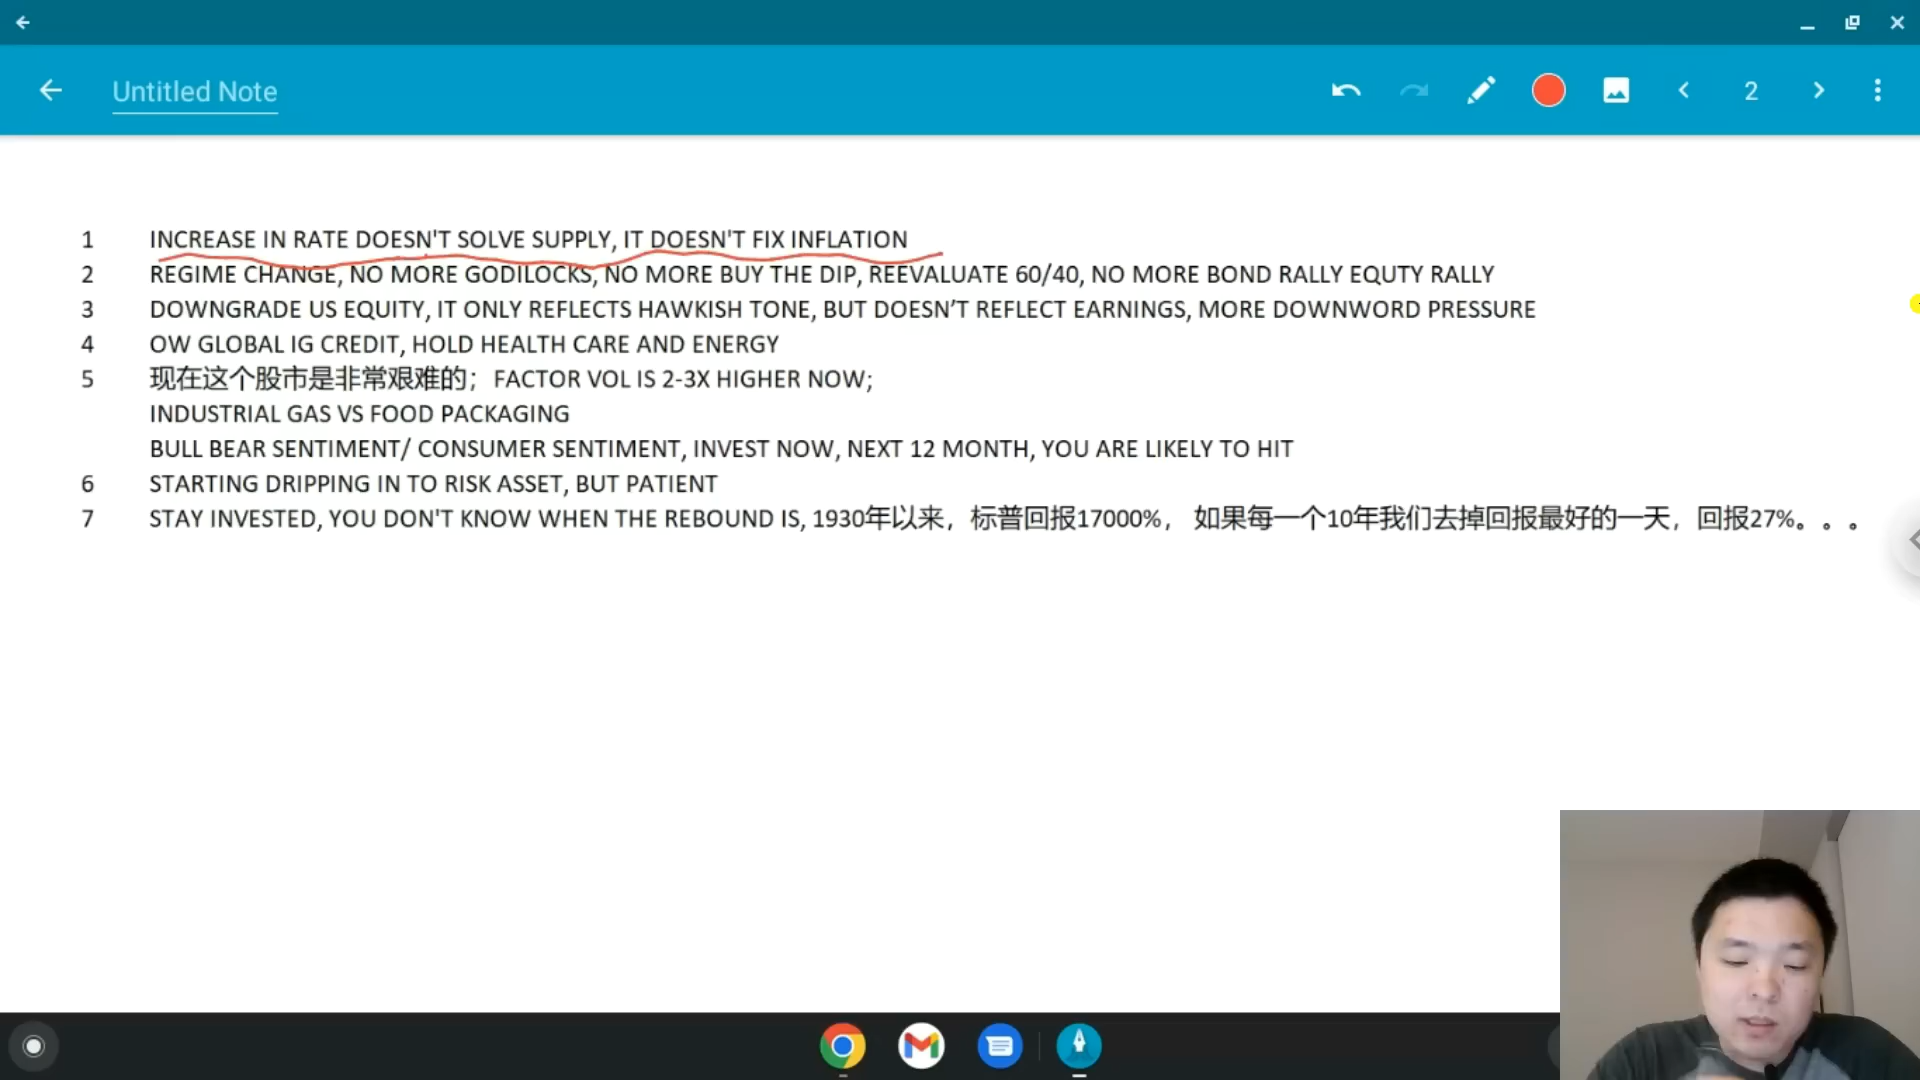 Untitled Note
2
1 INCREASE IN RATE DOESN'T SOLVE SUPPLY, IT DOESN'T FIX INFLATION
2 REGIME CHANGE, NO MORE GODILOCKS, NO MORE BUY THE DIP, REEVALUATE 60/40, NO MORE BOND RALLY EQUTY RALLY
3 DOWNGRADE US EQUITY, IT ONLY REFLECTS HAWKISH TONE, BUT DOESN’T REFLECT EARNINGS, MORE DOWNWORD PRESSURE
4 OW GLOBAL IG CREDIT, HOLD HEALTH CARE AND ENERGY
5 现在这个股市是非常艰难的；FACTOR VOL IS 2-3X HIGHER NOW;
INDUSTRIAL GAS VS FOOD PACKAGING
BULL BEAR SENTIMENT/ CONSUMER SENTIMENT, INVEST NOW, NEXT 12 MONTH, YOU ARE LIKELY TO HIT
6 STARTING DRIPPING IN TO RISK ASSET, BUT PATIENT
7 STAY INVESTED, YOU DON'T KNOW WHEN THE REBOUND IS, 1930年以来，标普回报17000%， 如果每一个10年我们去掉回报最好的一天，回报27%。。。